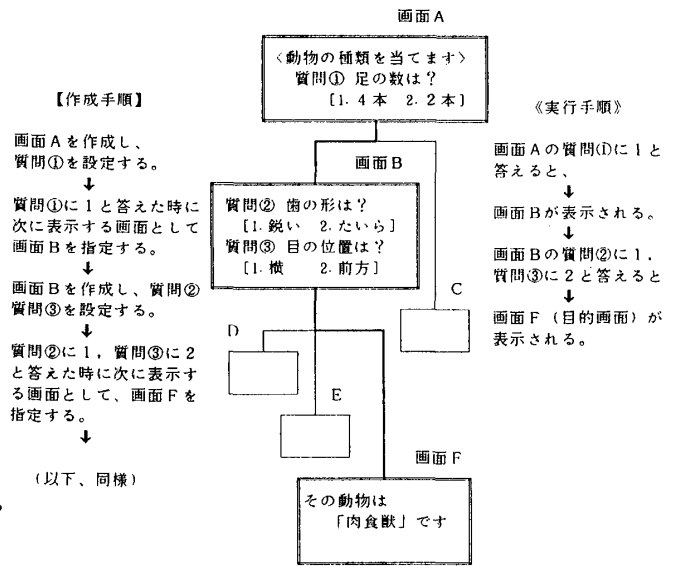 画面A
〈動物の種類を当てます〉
質問① 足の数は？
[1. 4本 2. 2本]
【作成手順】
画面Aを作成し、
質問①を設定する。
↓
質問①に1と答えた時に
次に表示する画面として
画面Bを指定する。
↓
画面Bを作成し、質問②
質問③を設定する。
↓
質問②に1，質問③に2
と答えた時に次に表示す
る画面として、画面Fを
指定する。
↓
（以下、同様）
画面B
質問② 歯の形は？
[1. 鋭い 2. たいら]
質問③ 目の位置は？
[1. 横 2. 前方]
C
D
E
画面F
その動物は
「肉食獣」です
《実行手順》
画面Aの質問①に1と
答えると、
↓
画面Bが表示される。
↓
画面Bの質問②に1，
質問③に2と答えると
↓
画面F（目的画面）が
表示される。